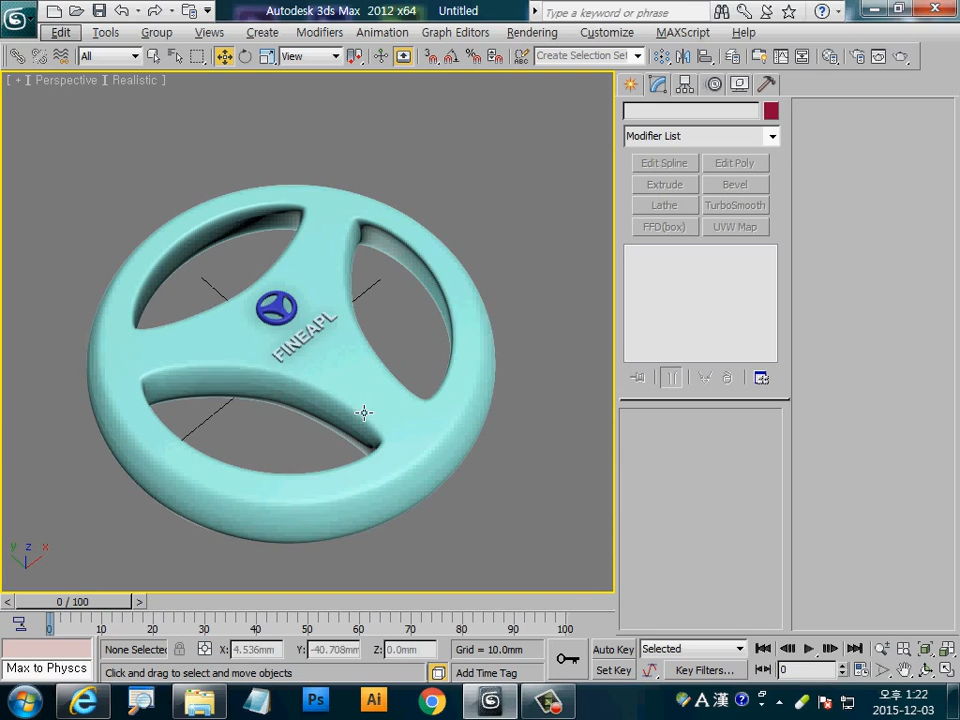 Autodesk 3ds Max 2012 x64 Untitled
Type a keyword or phrase
Edit Tools Group Views Create Modifiers Animation Graph Editors Rendering Customize MAXScript Help
All View Create Selection Set
[ + ] Perspective ] Realistic ]
Modifier List
Edit Spline Edit Poly
Extrude Bevel
Lathe TurboSmooth
FFD(box) UVW Map
FINEAPL
y z x
< 0 / 100 >
0 10 20 30 40 50 60 70 80 90 100
None Selected X: 4.536mm Y: -40.708mm Z: 0.0mm Grid = 10.0mm Auto Key Selected
Max to Physcs Click and drag to select and move objects Add Time Tag Set Key Key Filters... 0
Ps Ai A 漢 오후 1:22
2015-12-03